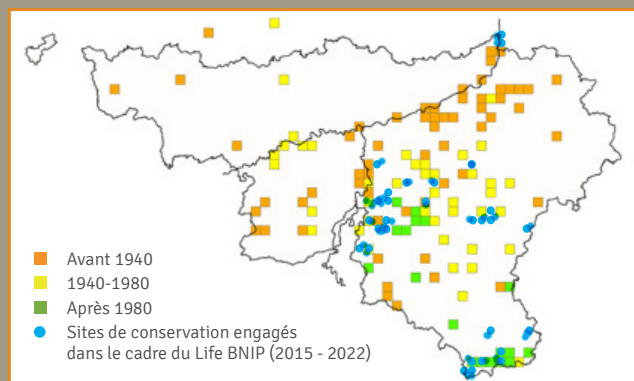 Avant 1940
1940-1980
Après 1980
Sites de conservation engagés
dans le cadre du Life BNIP (2015 - 2022)